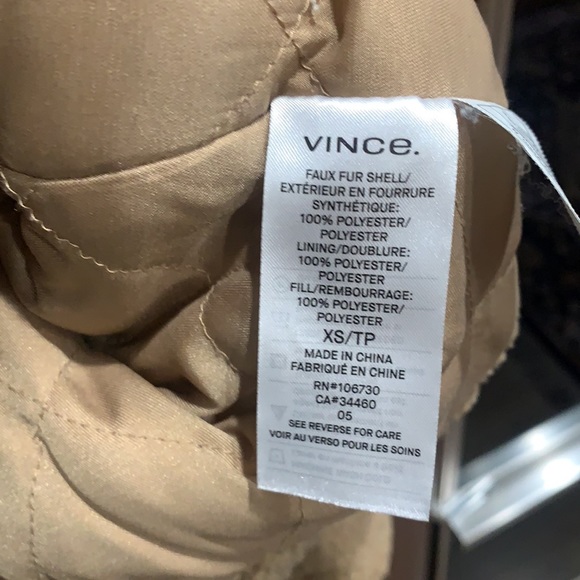 VINCe.
FAUX FUR SHELL/
EXTÉRIEUR EN FOURRURE
SYNTHÉTIQUE:
100% POLYESTER/
POLYESTER
LINING/DOUBLURE:
100% POLYESTER/
POLYESTER
FILL/REMBOURRAGE:
100% POLYESTER/
POLYESTER
XS/TP
MADE IN CHINA
FABRIQUÉ EN CHINE
RN#106730
CA#34460
05
SEE REVERSE FOR CARE
VOIR AU VERSO POUR LES SOINS